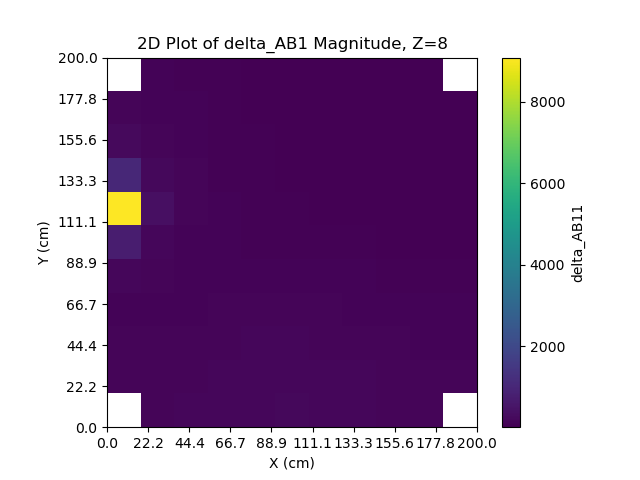 2D Plot of delta_AB1 Magnitude, Z=8
200.0
177.8
155.6
133.3
111.1
88.9
66.7
44.4
22.2
0.0
Y (cm)
0.0 22.2 44.4 66.7 88.9 111.1 133.3 155.6 177.8 200.0
X (cm)
8000
6000
4000
2000
delta_AB11